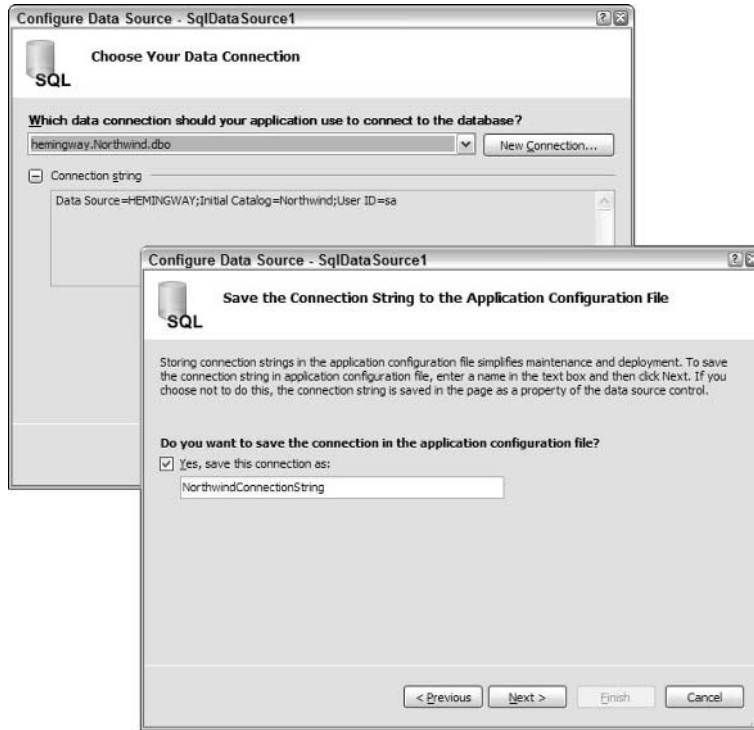 Configure Data Source - SqlDataSource1
SQL
Choose Your Data Connection
Which data connection should your application use to connect to the database?
hemingway.Northwind.dbo
New Connection...
Connection string
Data Source=HEMINGWAY;Initial Catalog=Northwind;User ID=sa
Configure Data Source - SqlDataSource1
SQL
Save the Connection String to the Application Configuration File
Storing connection strings in the application configuration file simplifies maintenance and deployment. To save
the connection string in application configuration file, enter a name in the text box and then click Next. If you
choose not to do this, the connection string is saved in the page as a property of the data source control.
Do you want to save the connection in the application configuration file?
Yes, save this connection as:
NorthwindConnectionString
< Previous
Next >
Finish
Cancel